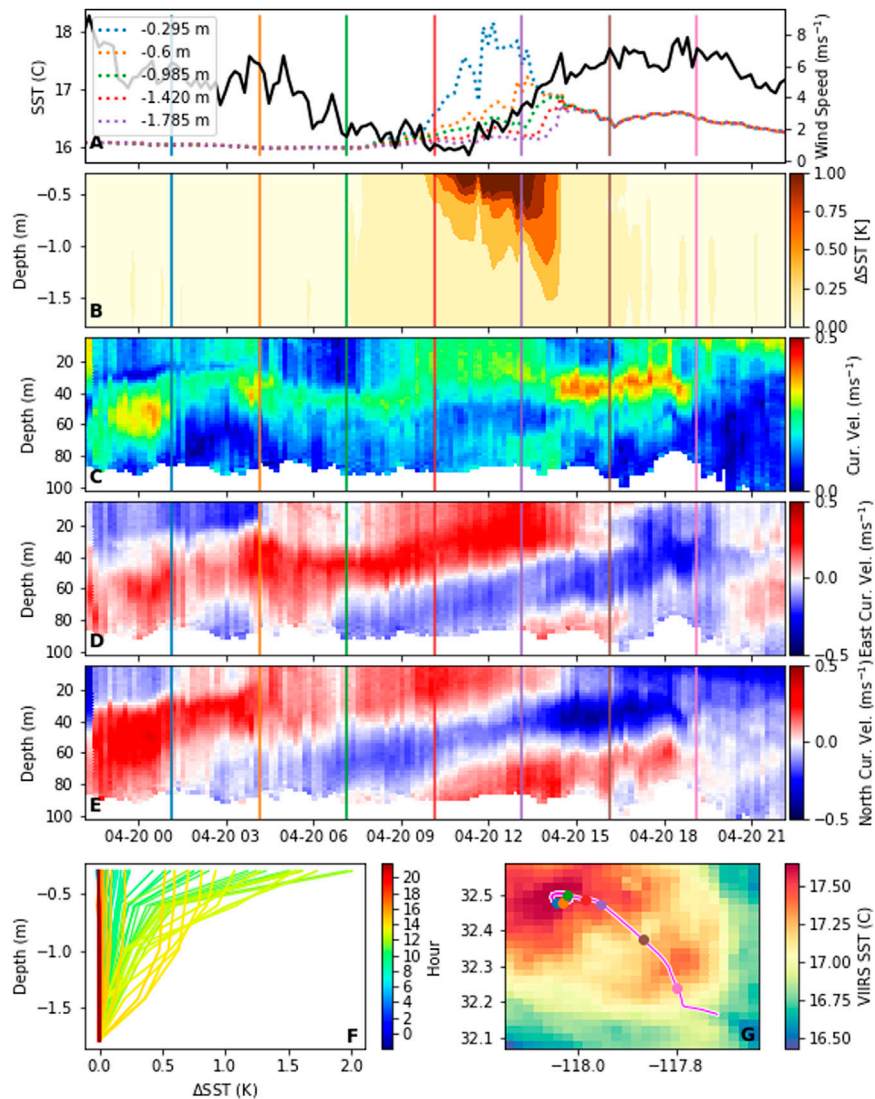 18
17
16
SST (C)
-0.295 m
-0.6 m
-0.985 m
-1.420 m
-1.785 m
8
6
4
2
0
Wind Speed (ms⁻¹)
A
−0.5
−1.0
−1.5
Depth (m)
B
1.00
0.75
0.50
0.25
0.00
ΔSST [K]
20
40
60
80
100
Depth (m)
C
0.5
0.0
Cur. Vel. (ms⁻¹)
20
40
60
80
100
Depth (m)
D
0.5
0.0
−0.5
East Cur. Vel. (ms⁻¹)
20
40
60
80
100
Depth (m)
E
0.5
0.0
−0.5
North Cur. Vel. (ms⁻¹)
04-20 00 04-20 03 04-20 06 04-20 09 04-20 12 04-20 15 04-20 18 04-20 21
−0.5
−1.0
−1.5
Depth (m)
0.0 0.5 1.0 1.5 2.0
ΔSST (K)
F
20
18
16
14
12
10
8
6
4
2
0
Hour
32.5
32.4
32.3
32.2
32.1
−118.0 −117.8
G
17.50
17.25
17.00
16.75
16.50
VIIRS SST (C)